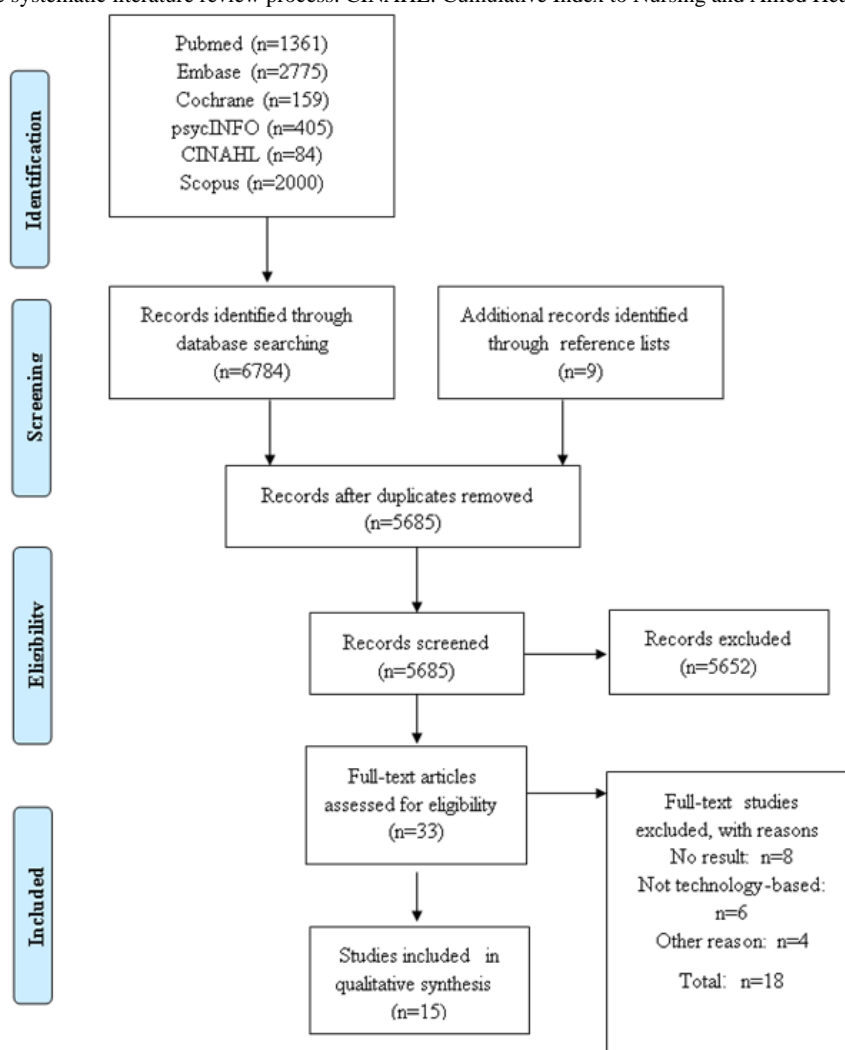 systematic literature review process. CINAHL: Cumulative Index to Nursing and Allied
Identification
Pubmed (n=1361)
Embase (n=2775)
Cochrane (n=159)
psycINFO (n=405)
CINAHL (n=84)
Scopus (n=2000)
Screening
Records identified through
database searching
(n=6784)
Additional records identified
through reference lists
(n=9)
Records after duplicates removed
(n=5685)
Eligibility
Records screened
(n=5685)
Records excluded
(n=5652)
Full-text articles
assessed for eligibility
(n=33)
Full-text studies
excluded, with reasons
No result: n=8
Not technology-based:
n=6
Other reason: n=4
Total: n=18
Included
Studies included in
qualitative synthesis
(n=15)